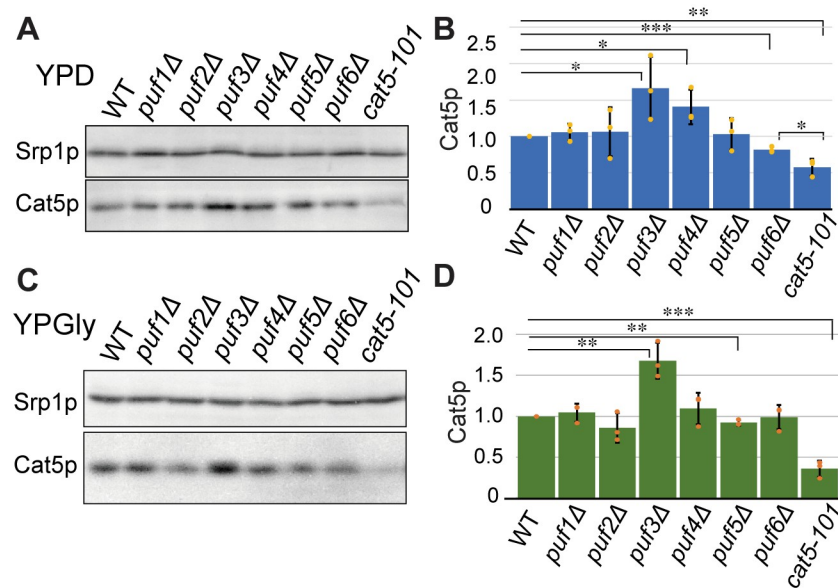 A
YPD
WT puf1Δ puf2Δ puf3Δ puf4Δ puf5Δ puf6Δ cat5-101
Srp1p
Cat5p
B
** 
***
*
*
*
2.5
2.0
1.5
1.0
0.5
0
Cat5p
WT puf1Δ puf2Δ puf3Δ puf4Δ puf5Δ puf6Δ cat5-101
C
YPGly
WT puf1Δ puf2Δ puf3Δ puf4Δ puf5Δ puf6Δ cat5-101
Srp1p
Cat5p
D
***
**
**
2.0
1.5
1.0
0.5
0
Cat5p
WT puf1Δ puf2Δ puf3Δ puf4Δ puf5Δ puf6Δ cat5-101